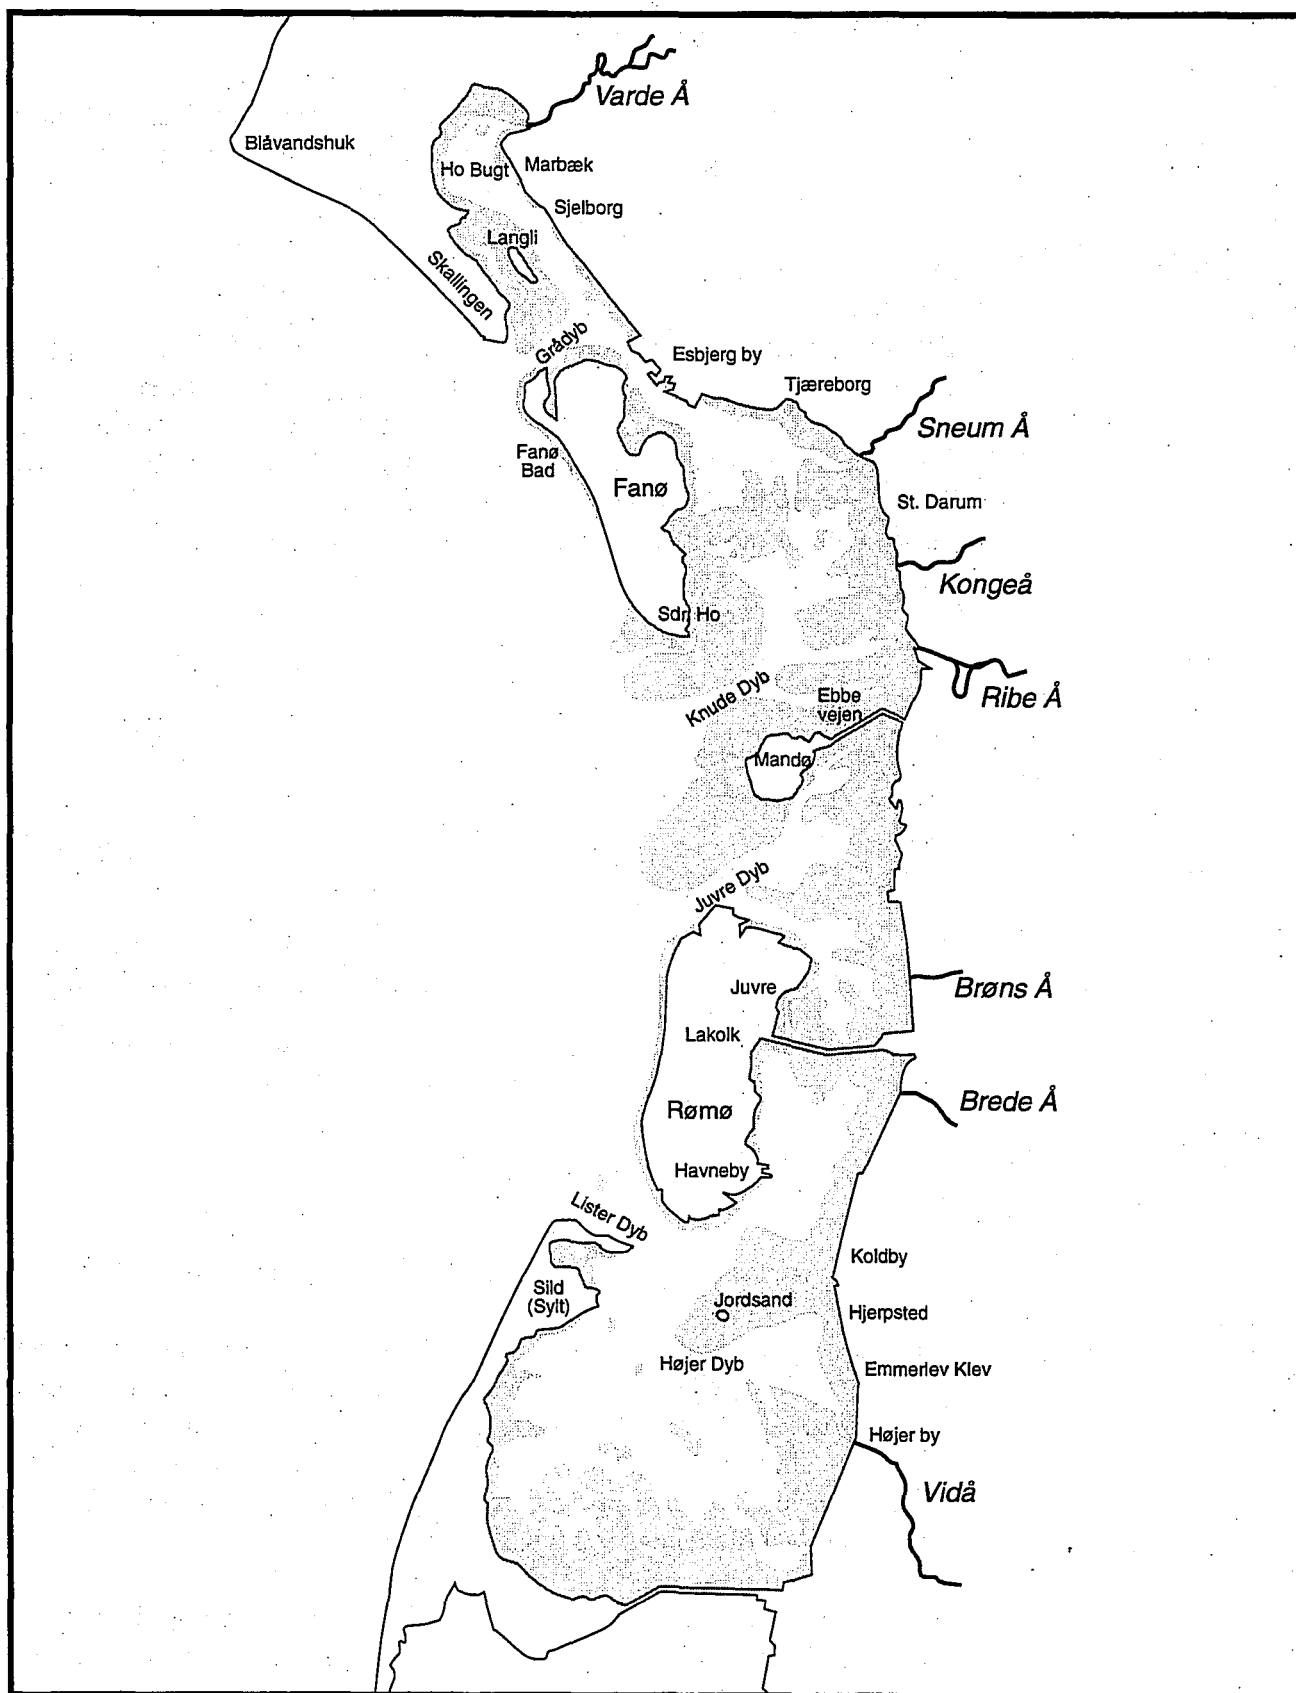 Varde Å
Blåvandshuk
Ho Bugt
Marbæk
Sjelborg
Langli
Skallingen
Grådyb
Esbjerg by
Tjæreborg
Sneum Å
Fanø
Bad
Fanø
St. Darum
Kongeå
Sdr. Ho
Knude Dyb
Ebbe
vejen
Ribe Å
Mandø
Juvre Dyb
Juvre
Brøns Å
Lakolk
Rømø
Brede Å
Havneby
Lister Dyb
Koldby
Sild
(Sylt)
Jordsand
Hjerpsted
Højer Dyb
Emmerlev Klev
Højer by
Vidå